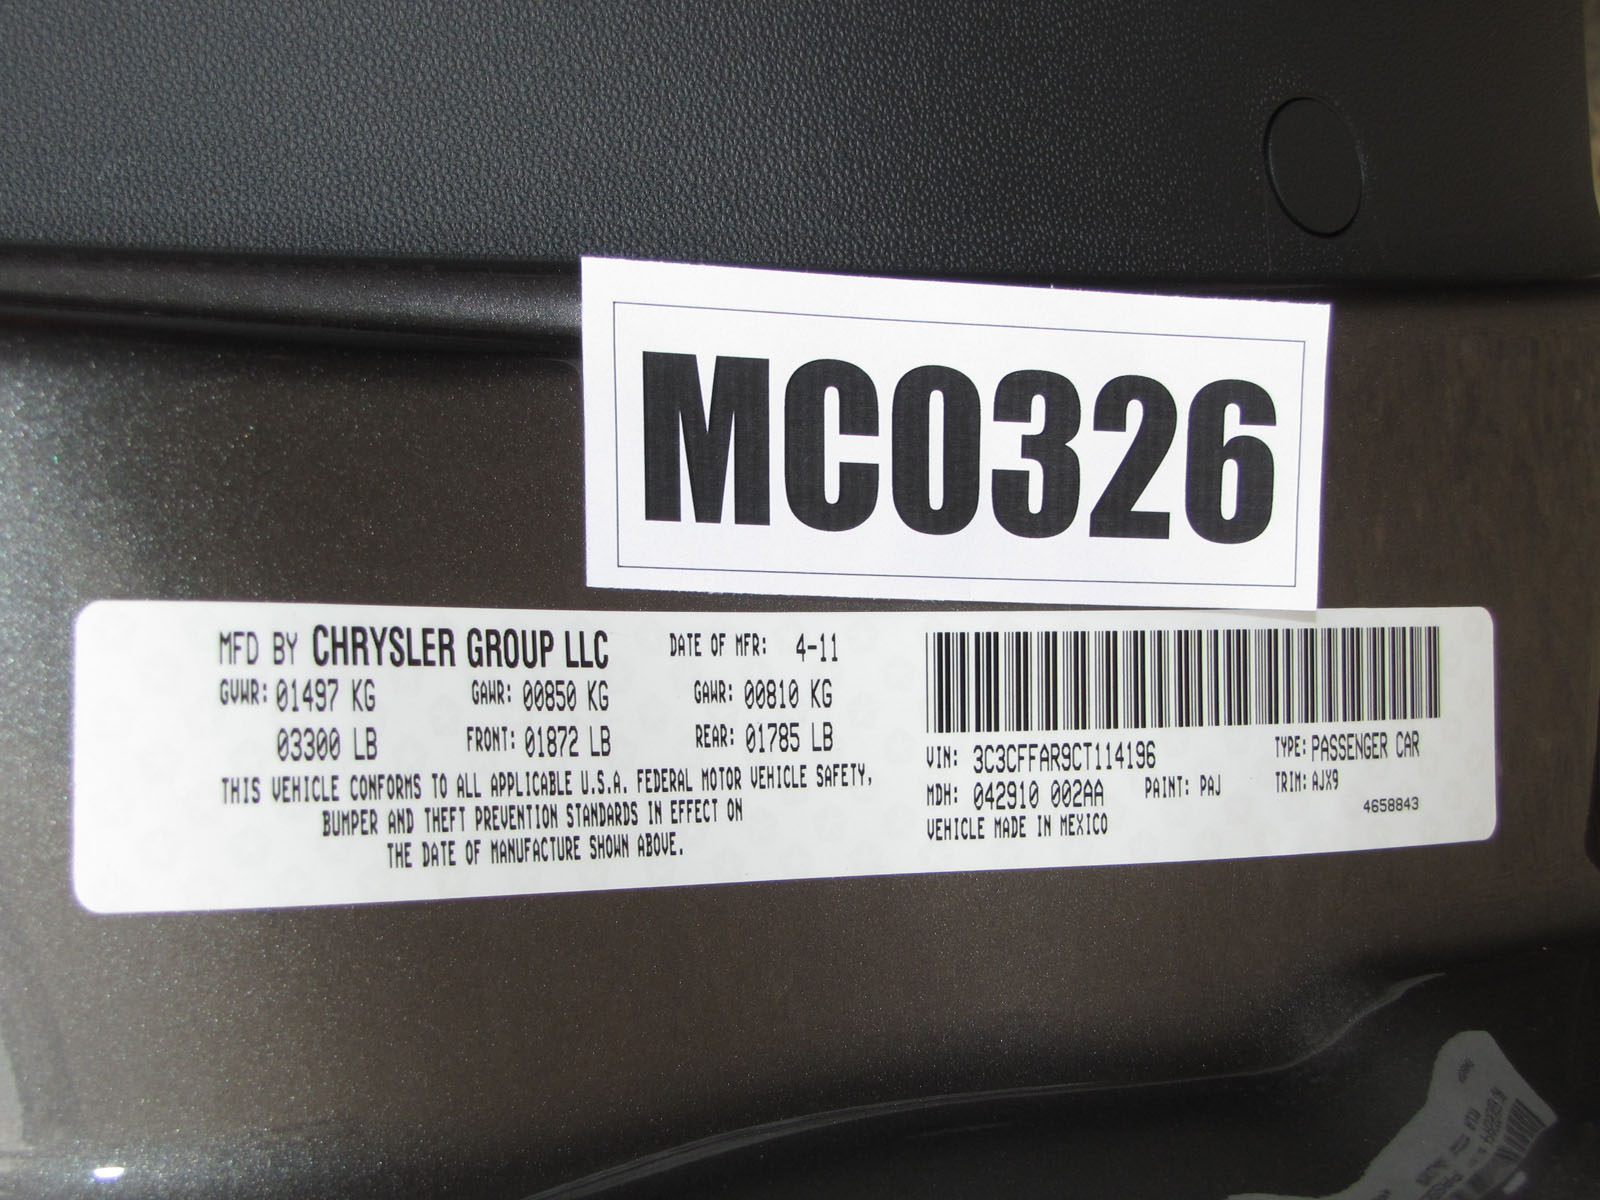 MC0326
MFD BY CHRYSLER GROUP LLC DATE OF MFR: 4-11
GVWR: 01497 KG GAWR: 00850 KG GAWR: 00810 KG
03300 LB FRONT: 01872 LB REAR: 01785 LB
THIS VEHICLE CONFORMS TO ALL APPLICABLE U.S.A. FEDERAL MOTOR VEHICLE SAFETY,
BUMPER AND THEFT PREVENTION STANDARDS IN EFFECT ON
THE DATE OF MANUFACTURE SHOWN ABOVE.
VIN: 3C3CFFAR9CT114196 TYPE: PASSENGER CAR
MDH: 042910 002AA PAINT: PAJ TRIM: AJX9
VEHICLE MADE IN MEXICO 4658843